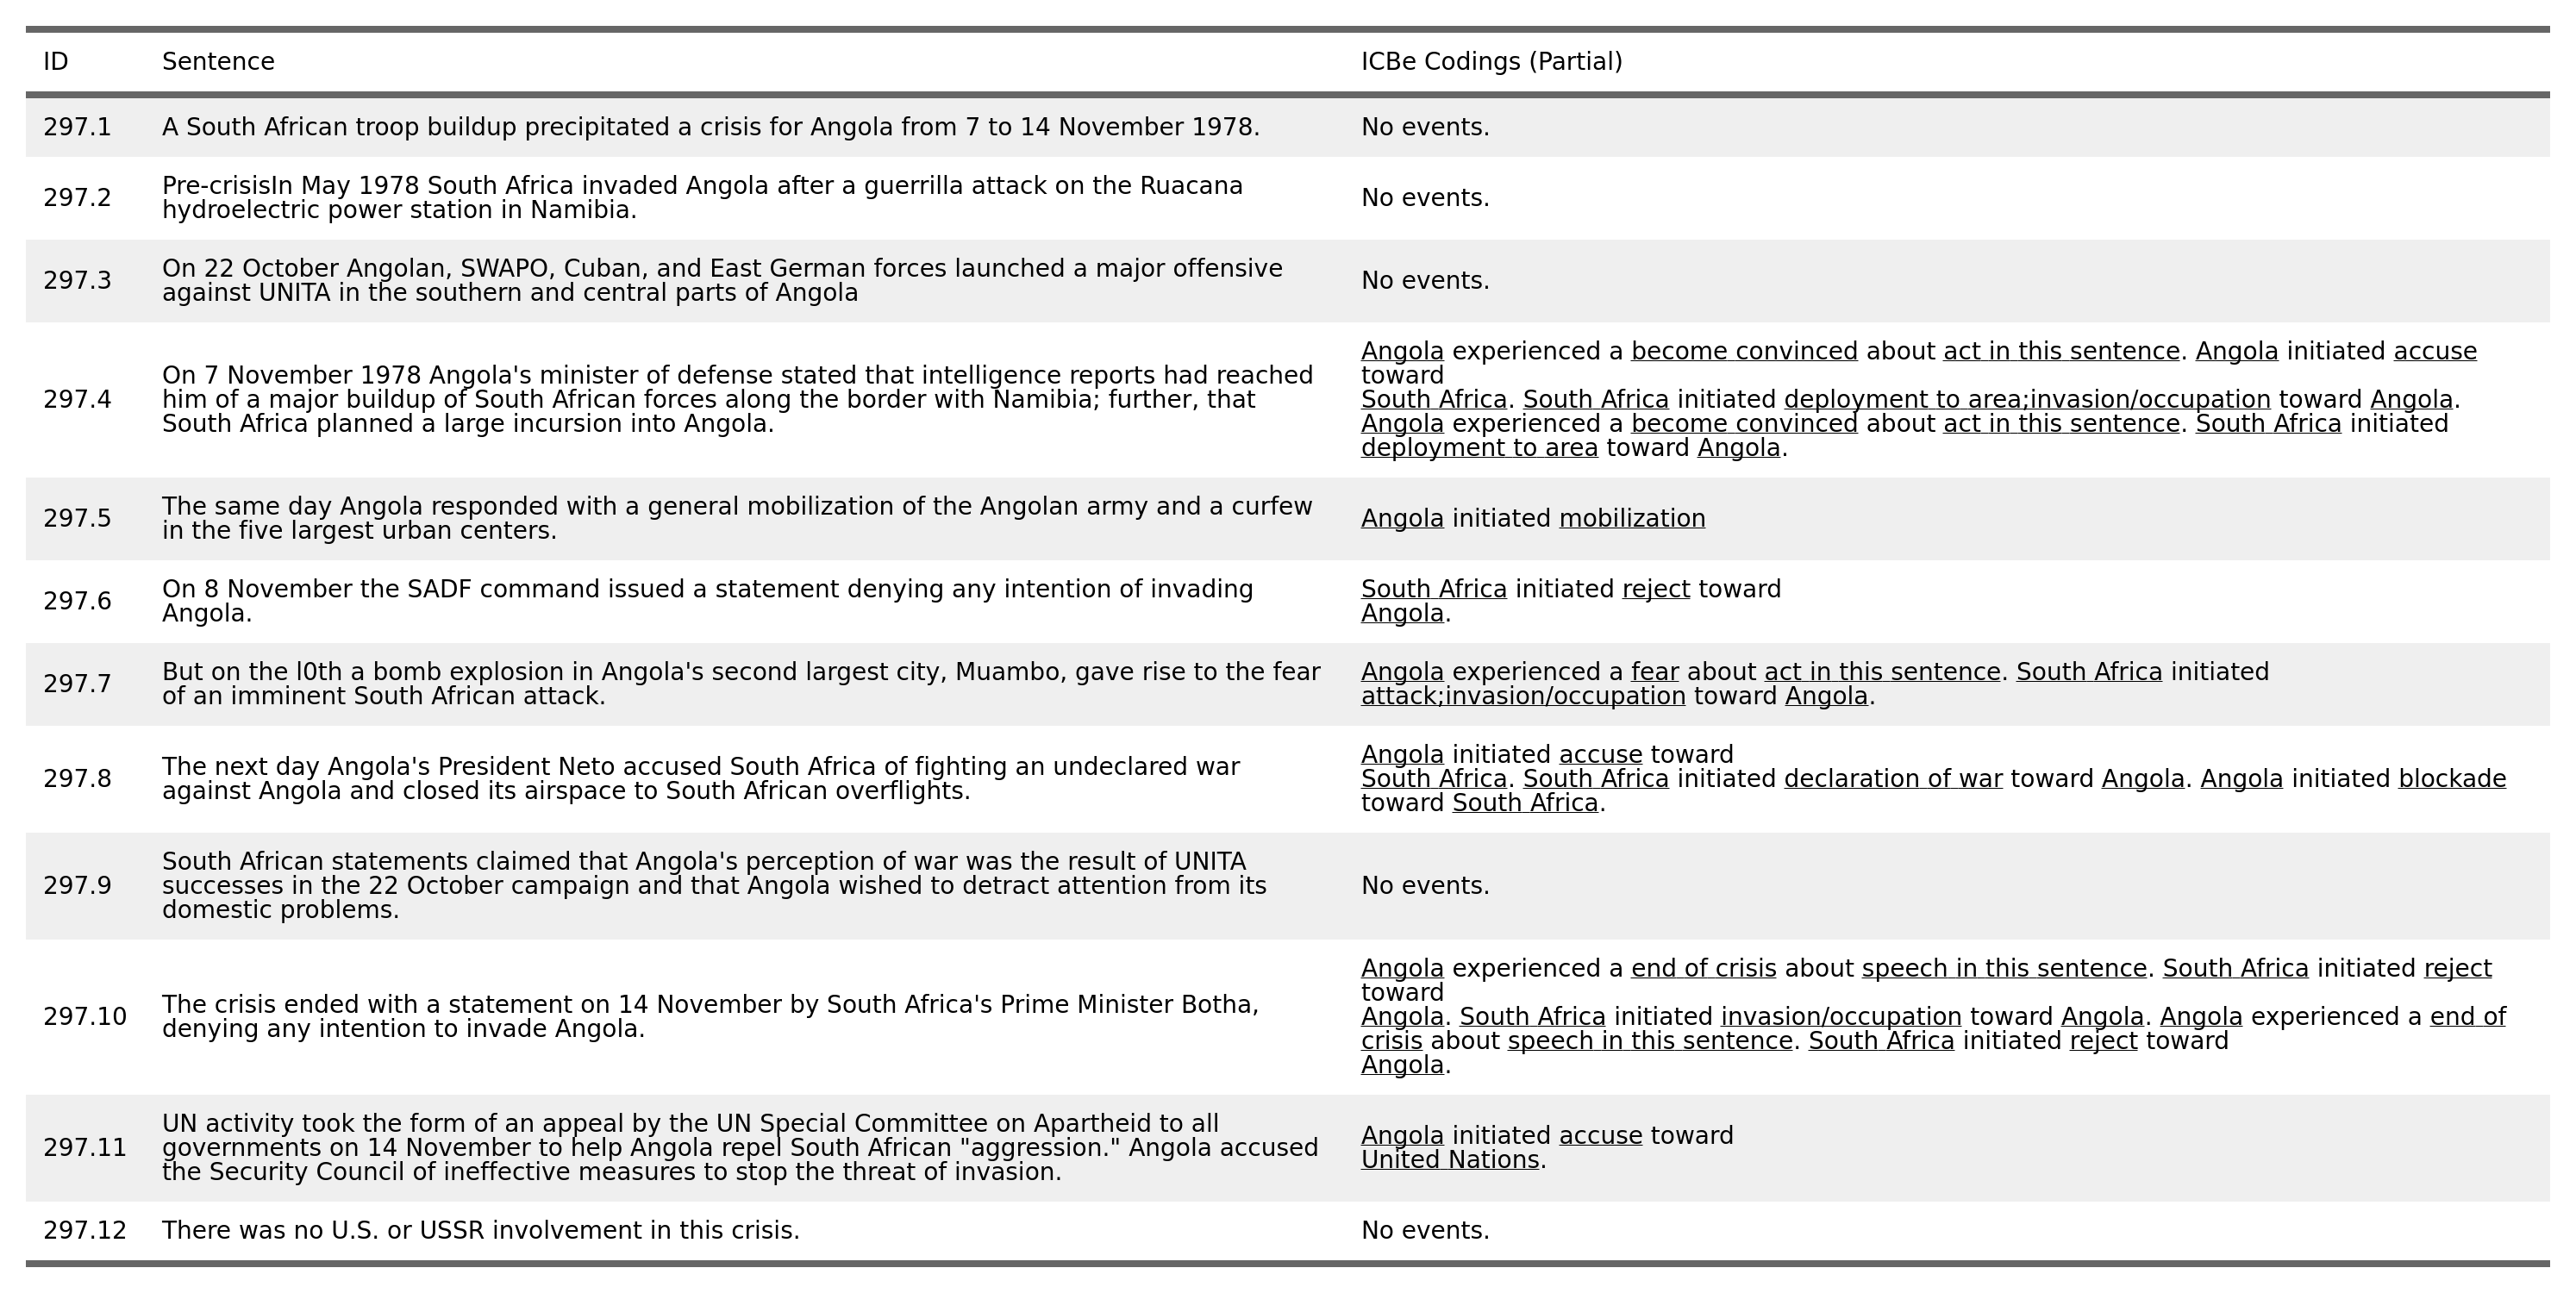 ID Sentence ICBe Codings (Partial)
297.1 A South African troop buildup precipitated a crisis for Angola from 7 to 14 November 1978. No events.
297.2 Pre-crisisIn May 1978 South Africa invaded Angola after a guerrilla attack on the Ruacana
hydroelectric power station in Namibia. No events.
297.3 On 22 October Angolan, SWAPO, Cuban, and East German forces launched a major offensive
against UNITA in the southern and central parts of Angola No events.
297.4 On 7 November 1978 Angola's minister of defense stated that intelligence reports had reached
him of a major buildup of South African forces along the border with Namibia; further, that
South Africa planned a large incursion into Angola.
Angola experienced a become convinced about act in this sentence. Angola initiated accuse
toward
South Africa. South Africa initiated deployment to area;invasion/occupation toward Angola.
Angola experienced a become convinced about act in this sentence. South Africa initiated
deployment to area toward Angola.
297.5 The same day Angola responded with a general mobilization of the Angolan army and a curfew
in the five largest urban centers.
Angola initiated mobilization
297.6 On 8 November the SADF command issued a statement denying any intention of invading
Angola.
South Africa initiated reject toward
Angola.
297.7 But on the l0th a bomb explosion in Angola's second largest city, Muambo, gave rise to the fear
of an imminent South African attack.
Angola experienced a fear about act in this sentence. South Africa initiated
attack;invasion/occupation toward Angola.
297.8 The next day Angola's President Neto accused South Africa of fighting an undeclared war
against Angola and closed its airspace to South African overflights.
Angola initiated accuse toward
South Africa. South Africa initiated declaration of war toward Angola. Angola initiated blockade
toward South Africa.
297.9 South African statements claimed that Angola's perception of war was the result of UNITA
successes in the 22 October campaign and that Angola wished to detract attention from its
domestic problems.
No events.
297.10 The crisis ended with a statement on 14 November by South Africa's Prime Minister Botha,
denying any intention to invade Angola.
Angola experienced a end of crisis about speech in this sentence. South Africa initiated reject
toward
Angola. South Africa initiated invasion/occupation toward Angola. Angola experienced a end of
crisis about speech in this sentence. South Africa initiated reject toward
Angola.
297.11 UN activity took the form of an appeal by the UN Special Committee on Apartheid to all
governments on 14 November to help Angola repel South African "aggression." Angola accused
the Security Council of ineffective measures to stop the threat of invasion.
Angola initiated accuse toward
United Nations.
297.12 There was no U.S. or USSR involvement in this crisis. No events.